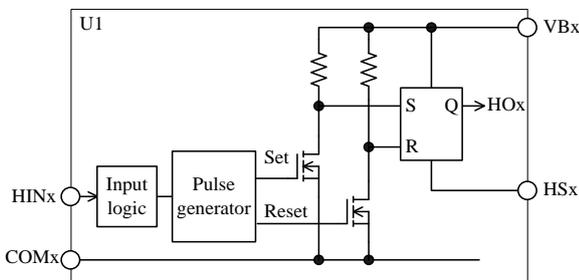 U1
VBx
S
Q
HOx
R
Set
Input
logic
Pulse
generator
HINx
HSx
Reset
COMx